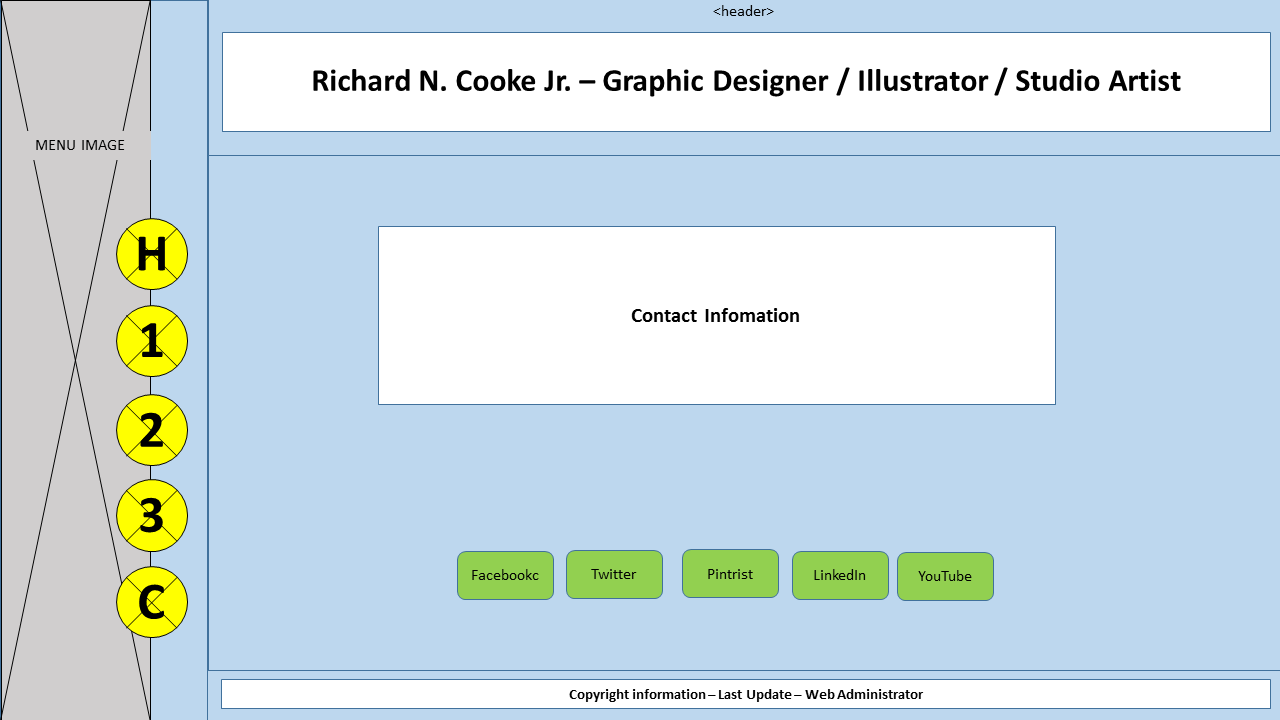 <header>
Richard N. Cooke Jr. – Graphic Designer / Illustrator / Studio Artist
MENU IMAGE
H
1
2
3
C
Contact Infomation
Facebookc
Twitter
Pintrist
LinkedIn
YouTube
Copyright information – Last Update – Web Administrator